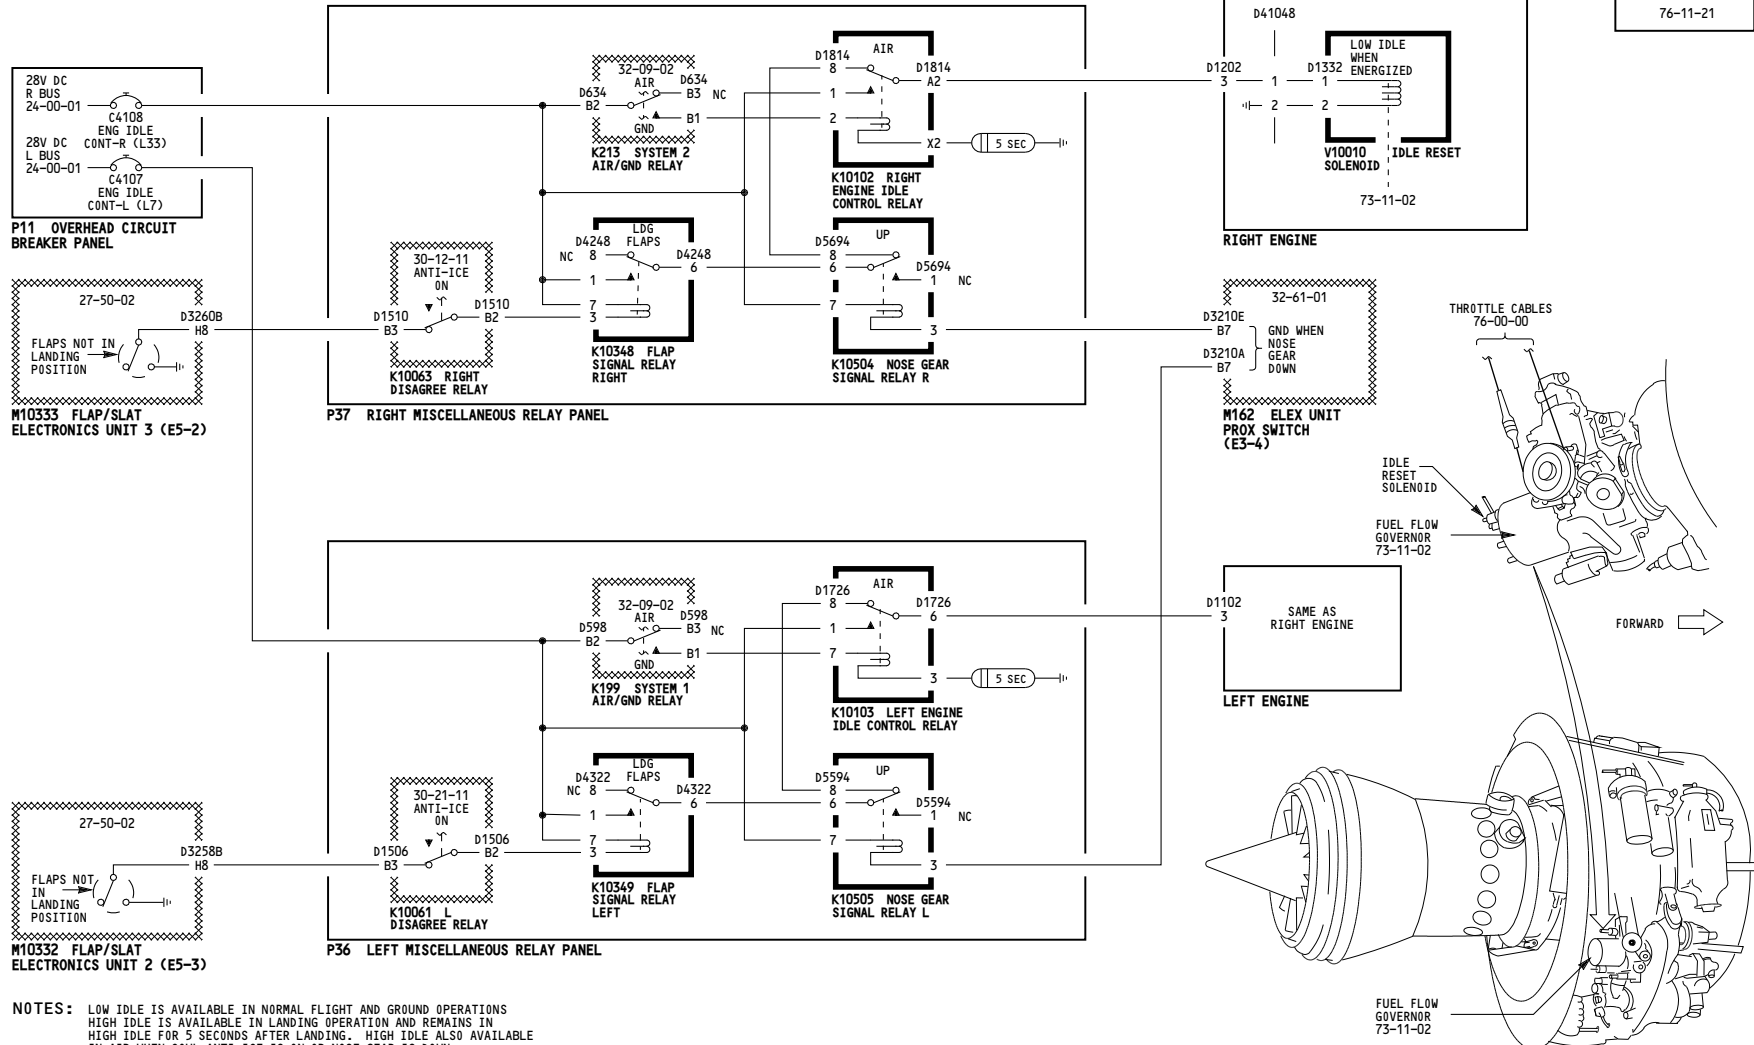 76-11-21
D41048
28V DC
R BUS
24-00-01
C4108
ENG IDLE
CONT-R (L33)
28V DC
L BUS
24-00-01
C4107
ENG IDLE
CONT-L (L7)
P11 OVERHEAD CIRCUIT
BREAKER PANEL
27-50-02
D3260B
H8
FLAPS NOT IN
LANDING
POSITION
M10333 FLAP/SLAT
ELECTRONICS UNIT 3 (E5-2)
32-09-02
AIR
D634
B2
D634
B3 NC
B1
GND
K213 SYSTEM 2
AIR/GND RELAY
D1814
8
AIR
D1814
A2
1
2
X2
5 SEC
K10102 RIGHT
ENGINE IDLE
CONTROL RELAY
30-12-11
ANTI-ICE
ON
D1510
B3
D1510
B2
K10063 RIGHT
DISAGREE RELAY
LDG
FLAPS
D4248
NC 8
D4248
6
1
7
3
K10348 FLAP
SIGNAL RELAY
RIGHT
UP
D5694
8
6
D5694
1 NC
7
3
K10504 NOSE GEAR
SIGNAL RELAY R
P37 RIGHT MISCELLANEOUS RELAY PANEL
D1202
3
1
2
D1332
1
2
LOW IDLE
WHEN
ENERGIZED
V10010 IDLE RESET
SOLENOID
73-11-02
RIGHT ENGINE
32-61-01
D3210E
B7
D3210A
B7
GND WHEN
NOSE
GEAR
DOWN
M162 ELEX UNIT
PROX SWITCH
(E3-4)
THROTTLE CABLES
76-00-00
IDLE
RESET
SOLENOID
FUEL FLOW
GOVERNOR
73-11-02
FORWARD
32-09-02
AIR
D598
B2
D598
B3 NC
B1
GND
K199 SYSTEM 1
AIR/GND RELAY
D1726
8
AIR
D1726
6
1
7
3
5 SEC
K10103 LEFT ENGINE
IDLE CONTROL RELAY
D1102
3
SAME AS
RIGHT ENGINE
LEFT ENGINE
27-50-02
D3258B
H8
FLAPS NOT
IN
LANDING
POSITION
M10332 FLAP/SLAT
ELECTRONICS UNIT 2 (E5-3)
30-21-11
ANTI-ICE
ON
D1506
B3
D1506
B2
K10061 L
DISAGREE RELAY
LDG
FLAPS
D4322
NC 8
D4322
6
1
7
3
K10349 FLAP
SIGNAL RELAY
LEFT
UP
D5594
8
6
D5594
1 NC
7
3
K10505 NOSE GEAR
SIGNAL RELAY L
P36 LEFT MISCELLANEOUS RELAY PANEL
FUEL FLOW
GOVERNOR
73-11-02
NOTES: LOW IDLE IS AVAILABLE IN NORMAL FLIGHT AND GROUND OPERATIONS
HIGH IDLE IS AVAILABLE IN LANDING OPERATION AND REMAINS IN
HIGH IDLE FOR 5 SECONDS AFTER LANDING. HIGH IDLE ALSO AVAILABLE